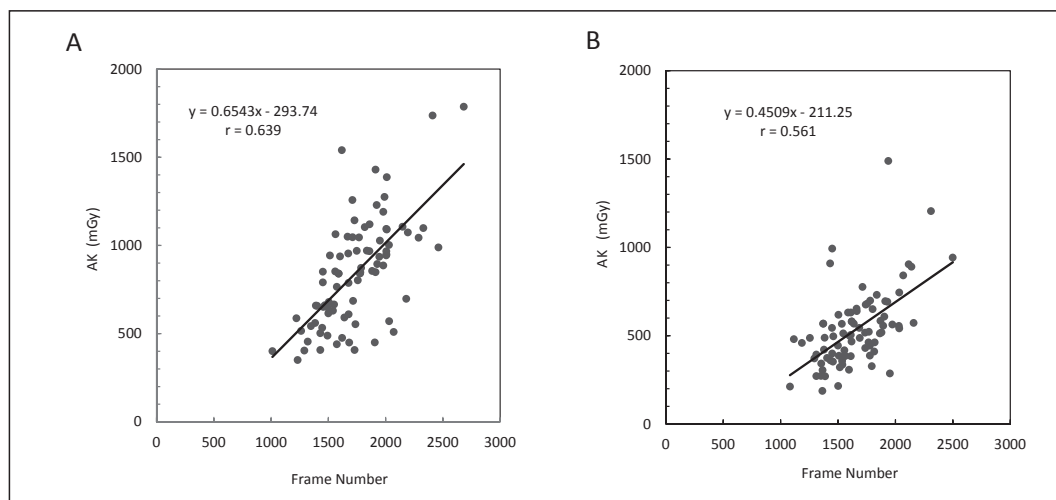 A
2000
1500
1000
500
0
AK (mGy)
y = 0.6543x - 293.74
r = 0.639
0 500 1000 1500 2000 2500 3000
Frame Number
B
2000
1500
1000
500
0
AK (mGy)
y = 0.4509x - 211.25
r = 0.561
0 500 1000 1500 2000 2500 3000
Frame Number